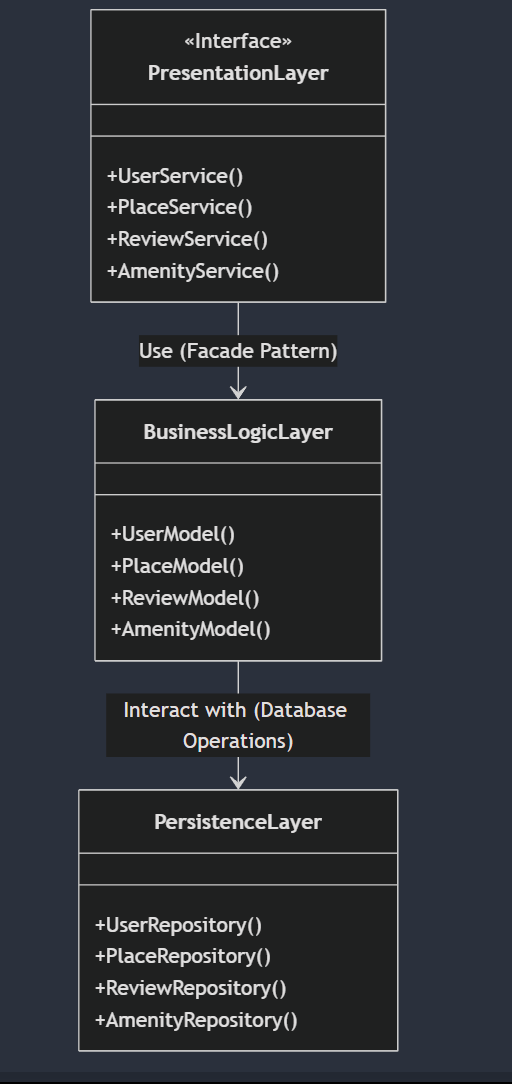 «Interface»
PresentationLayer
+UserService()
+PlaceService()
+ReviewService()
+AmenityService()
Use (Facade Pattern)
BusinessLogicLayer
+UserModel()
+PlaceModel()
+ReviewModel()
+AmenityModel()
Interact with (Database
Operations)
PersistenceLayer
+UserRepository()
+PlaceRepository()
+ReviewRepository()
+AmenityRepository()